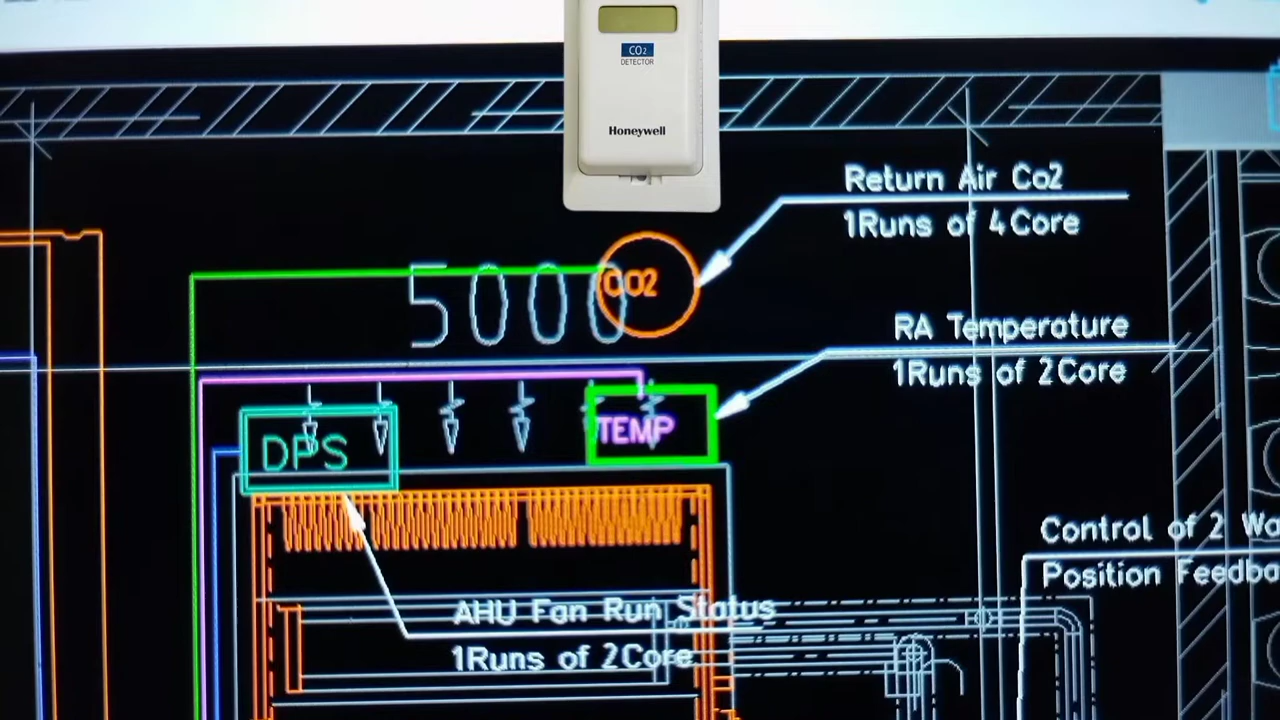 CO2
DETECTOR
Honeywell
Return Air Co2
1Runs of 4Core
5000
CO2
RA Temperature
1Runs of 2Core
TEMP
DPS
Control of 2
Position
AHU Fan Run Status
1Runs of 2Core